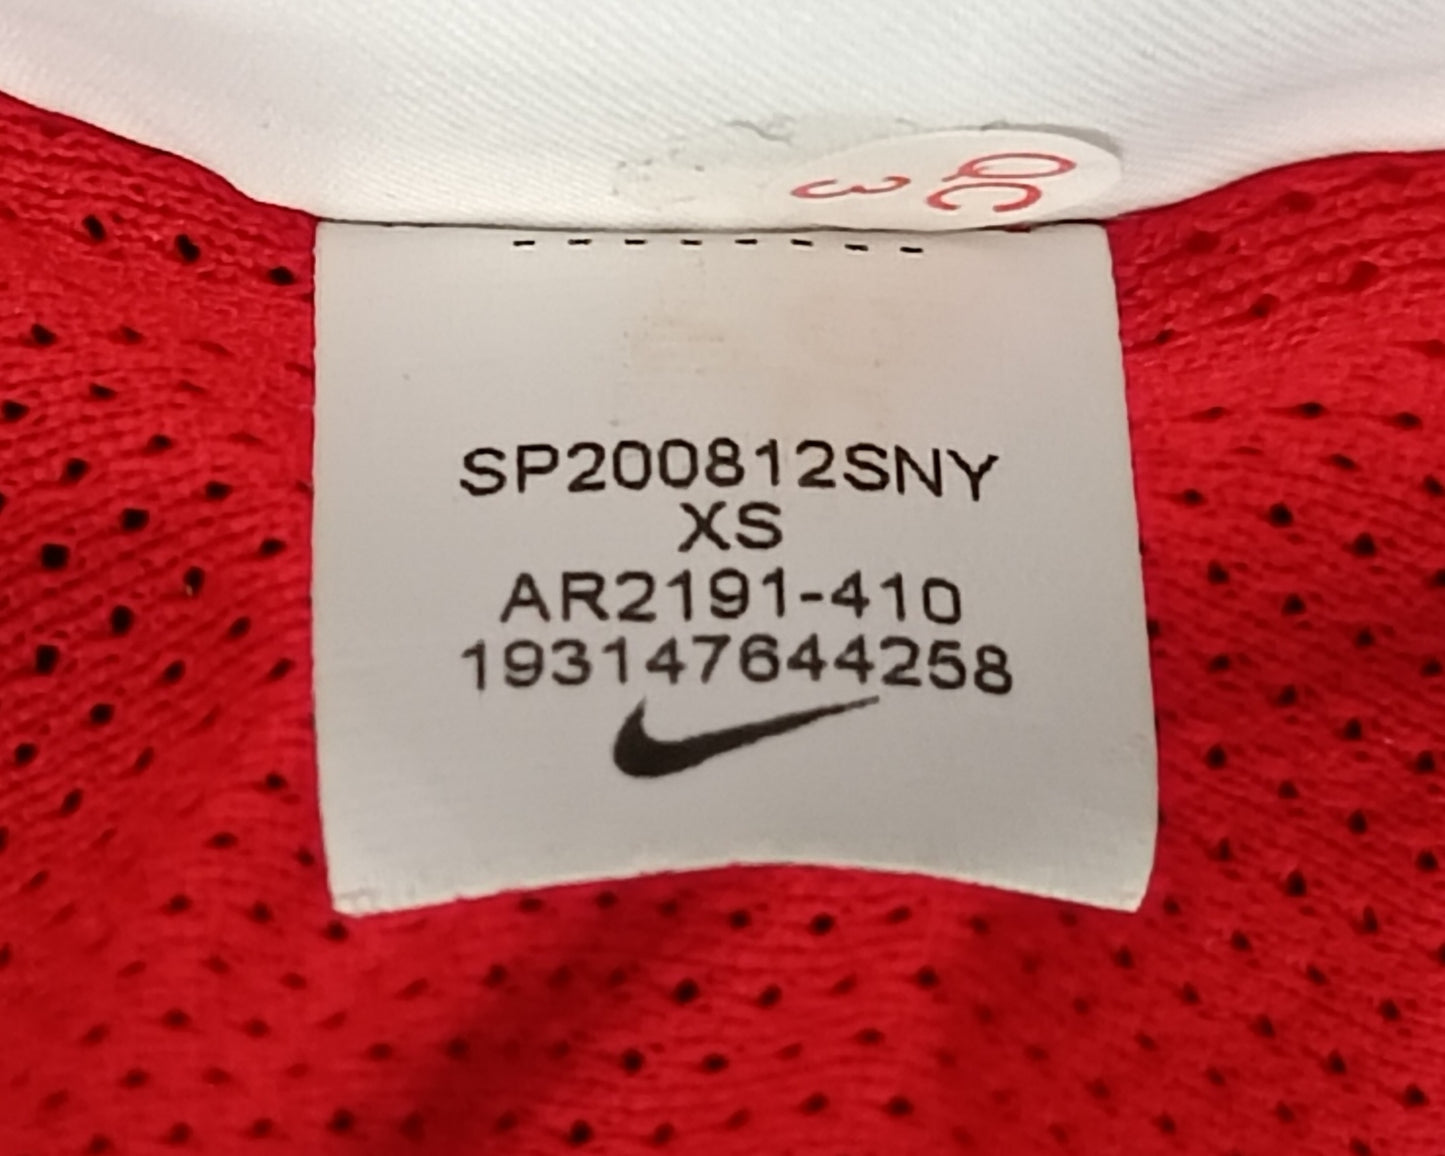 QC
3
SP200812SNY
XS
AR2191-410
193147644258